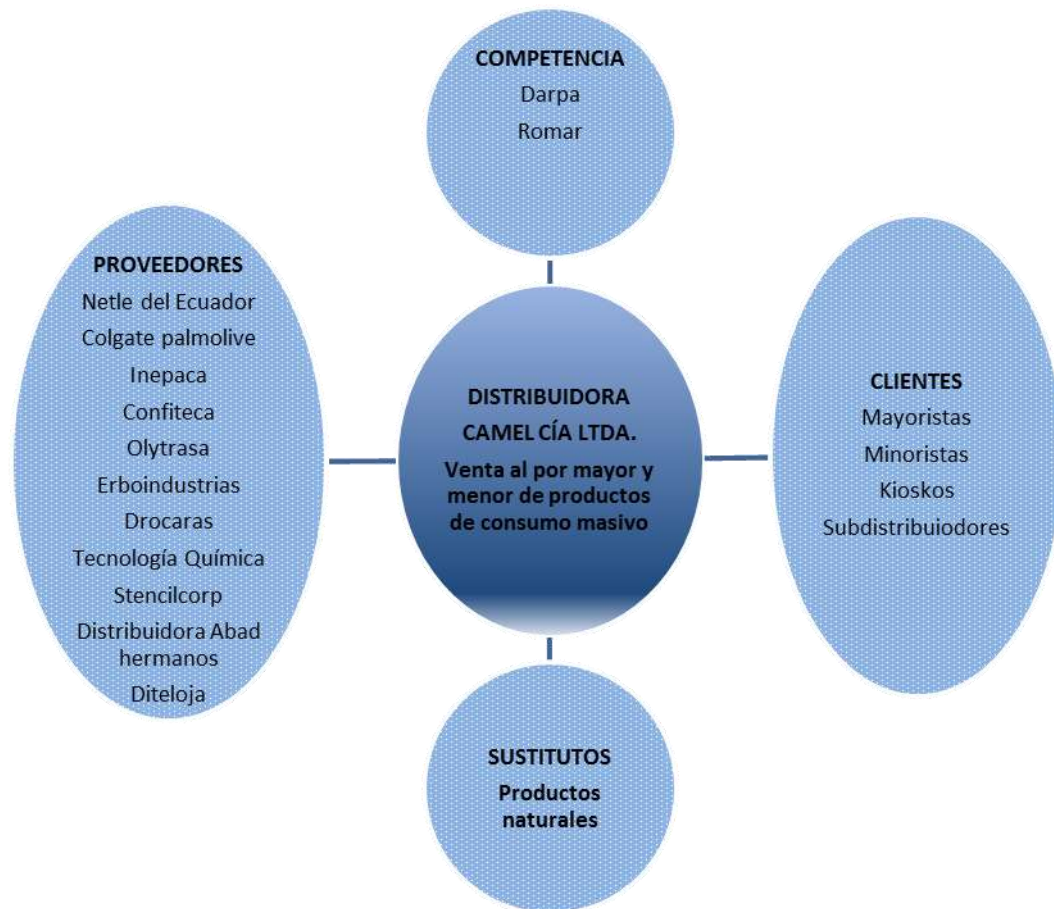 COMPETENCIA
Darpa
Romar
PROVEEDORES
Netle del Ecuador
Colgate palmolive
Inepaca
Confiteca
Olytrasa
Erboindustrias
Drocaras
Tecnología Química
Stencilcorp
Distribuidora Abad
hermanos
Diteloja
DISTRIBUIDORA
CAMEL CÍA LTDA.
Venta al por mayor y
menor de productos
de consumo masivo
CLIENTES
Mayoristas
Minoristas
Kioskos
Subdistribuiodores
SUSTITUTOS
Productos
naturales